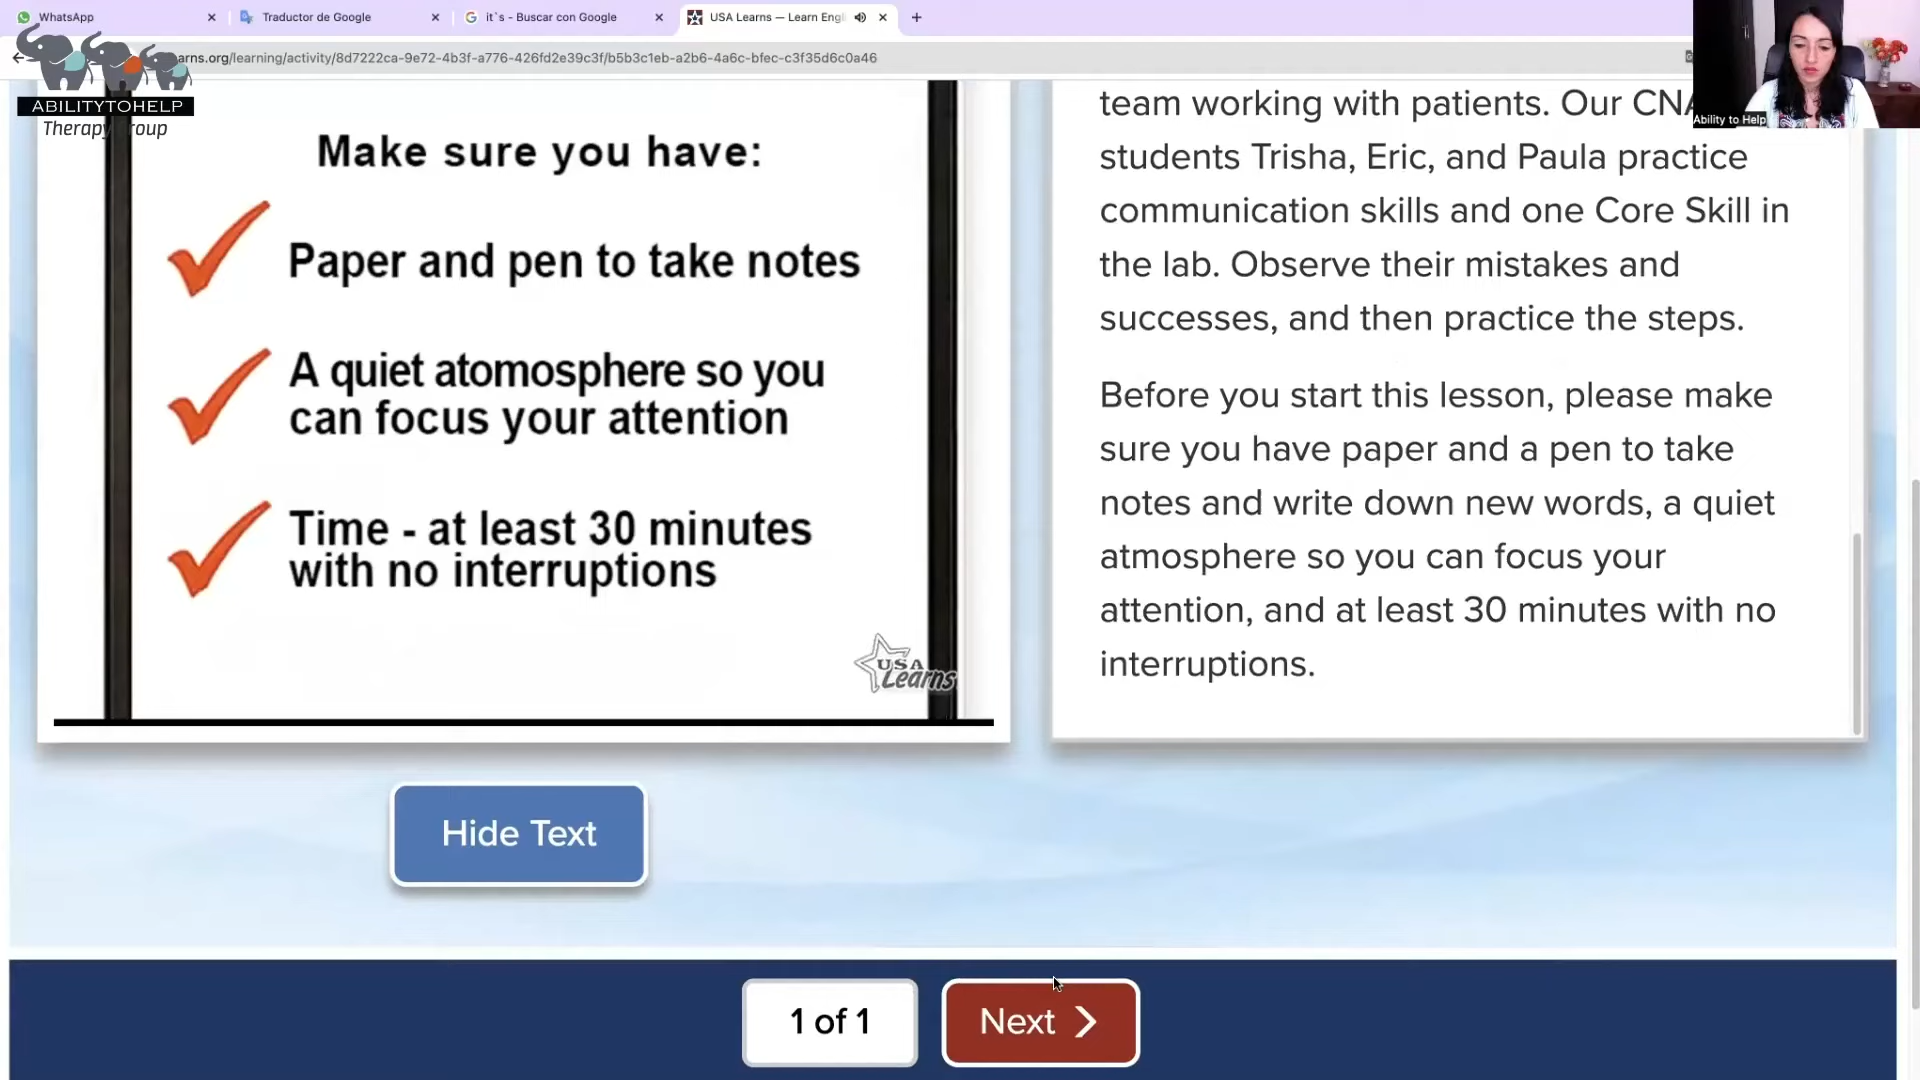 WhatsApp
Traductor de Google
it`s - Buscar con Google
USA Learns — Learn Engl
arns.org/learning/activity/8d7222ca-9e72-4b3f-a776-426fd2e39c3f/b5b3c1eb-a2b6-4a6c-bfec-c3f35d6c0a46
ABILITYTOHELP
Therapy Group
Ability to Help
Make sure you have:
Paper and pen to take notes
A quiet atomosphere so you
can focus your attention
Time - at least 30 minutes
with no interruptions
USA
Learns
team working with patients. Our CNA
students Trisha, Eric, and Paula practice
communication skills and one Core Skill in
the lab. Observe their mistakes and
successes, and then practice the steps.
Before you start this lesson, please make
sure you have paper and a pen to take
notes and write down new words, a quiet
atmosphere so you can focus your
attention, and at least 30 minutes with no
interruptions.
Hide Text
1 of 1
Next